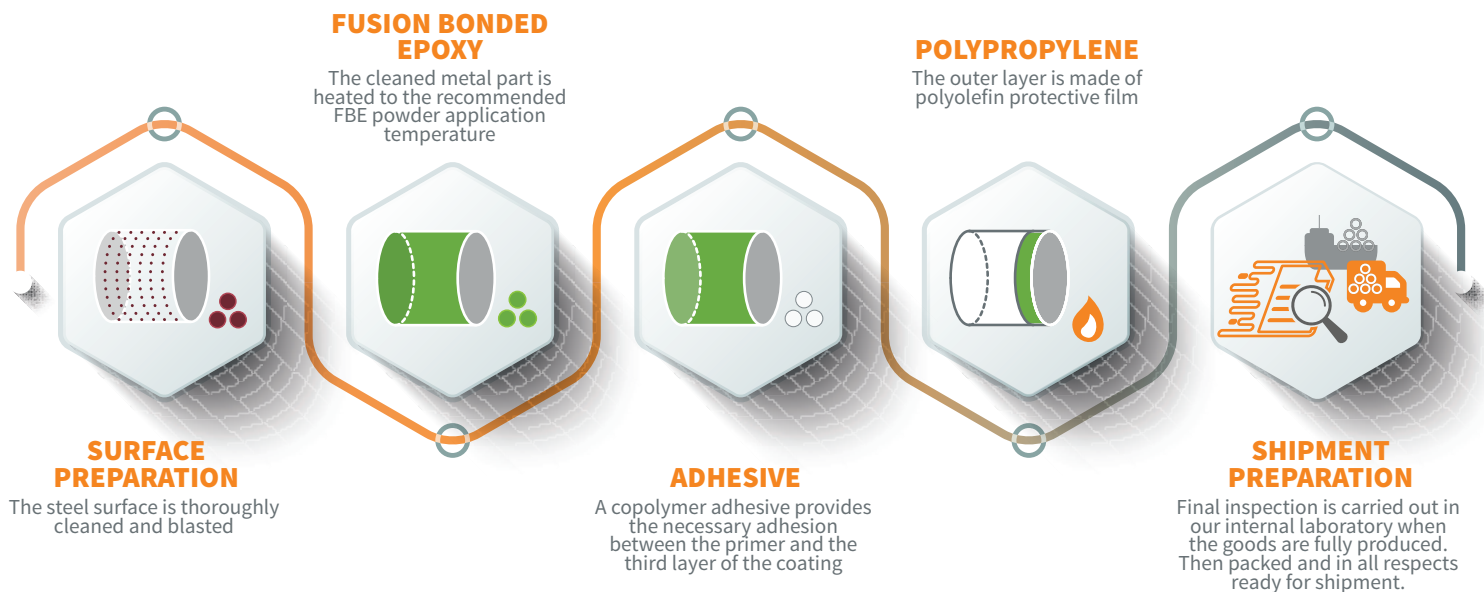 SURFACE
PREPARATION
The steel surface is thoroughly
cleaned and blasted
FUSION BONDED
EPOXY
The cleaned metal part is
heated to the recommended
FBE powder application
temperature
ADHESIVE
A copolymer adhesive provides
the necessary adhesion
between the primer and the
third layer of the coating
POLYPROPYLENE
The outer layer is made of
polyolefin protective film
SHIPMENT
PREPARATION
Final inspection is carried out in
our internal laboratory when
the goods are fully produced.
Then packed and in all respects
ready for shipment.